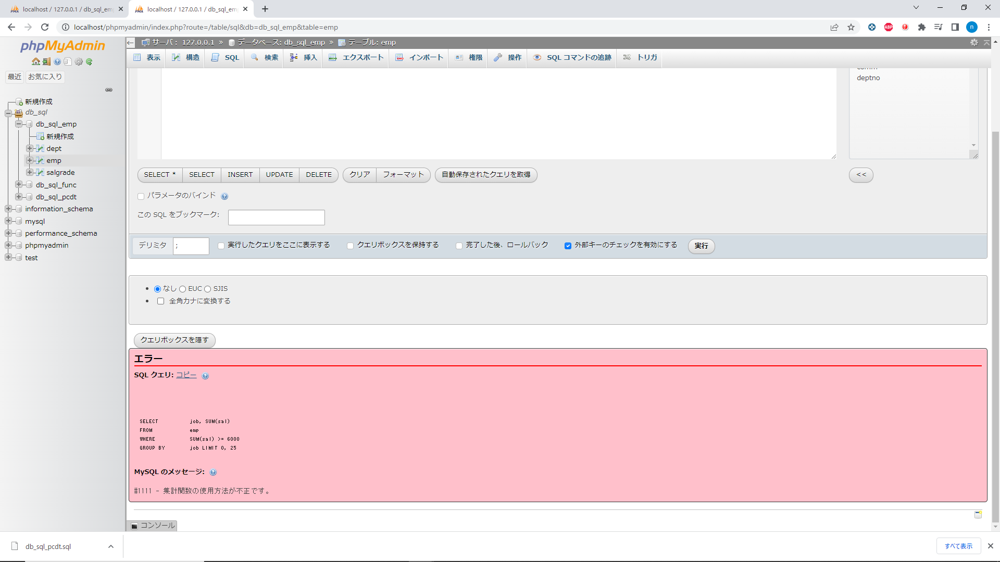 localhost / 127.0.0.1 / db_sql_em
localhost / 127.0.0.1 / db_sql_em
localhost/phpmyadmin/index.php?route=/table/sql&db=db_sql_emp&table=emp
ABP
n
phpMyAdmin
最近 お気に入り
新規作成
db_sql
db_sql_emp
新規作成
dept
emp
salgrade
db_sql_func
db_sql_pcdt
information_schema
mysql
performance_schema
phpmyadmin
test
サーバ: 127.0.0.1 » データベース: db_sql_emp » テーブル: emp
表示 構造 SQL 検索 挿入 エクスポート インポート 権限 操作 SQL コマンドの追跡 トリガ
comm
deptno
SELECT * SELECT INSERT UPDATE DELETE クリア フォーマット 自動保存されたクエリを取得 <<
パラメータのバインド
この SQL をブックマーク:
デリミタ ; 実行したクエリをここに表示する クエリボックスを保持する 完了した後、ロールバック 外部キーのチェックを有効にする 実行
なし EUC SJIS
全角カナに変換する
クエリボックスを隠す
エラー
SQL クエリ: コピー
SELECT job, SUM(sal)
FROM emp
WHERE SUM(sal) >= 6000
GROUP BY job LIMIT 0, 25
MySQL のメッセージ:
#1111 - 集計関数の使用方法が不正です。
コンソール
db_sql_pcdt.sql
すべて表示